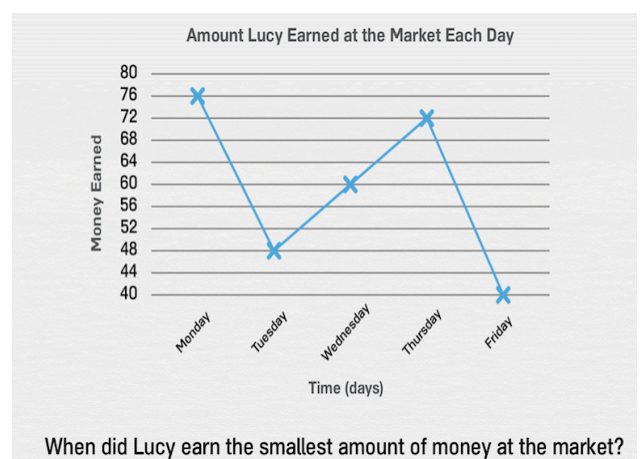 Amount Lucy Earned at the Market Each Day
80
76
72
68
64
60
56
52
48
44
40
Money Earned
Monday
Tuesday
Wednesday
Thursday
Friday
Time (days)
When did Lucy earn the smallest amount of money at the market?